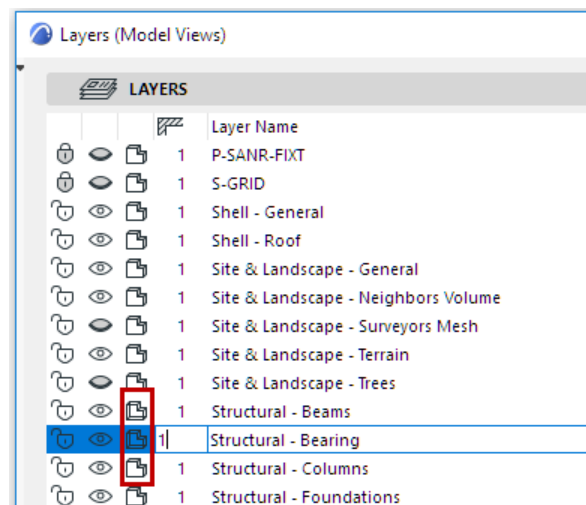 Layers (Model Views)
LAYERS
Layer Name
1 P-SANR-FIXT
1 S-GRID
1 Shell - General
1 Shell - Roof
1 Site & Landscape - General
1 Site & Landscape - Neighbors Volume
1 Site & Landscape - Surveyors Mesh
1 Site & Landscape - Terrain
1 Site & Landscape - Trees
1 Structural - Beams
1 Structural - Bearing
1 Structural - Columns
1 Structural - Foundations